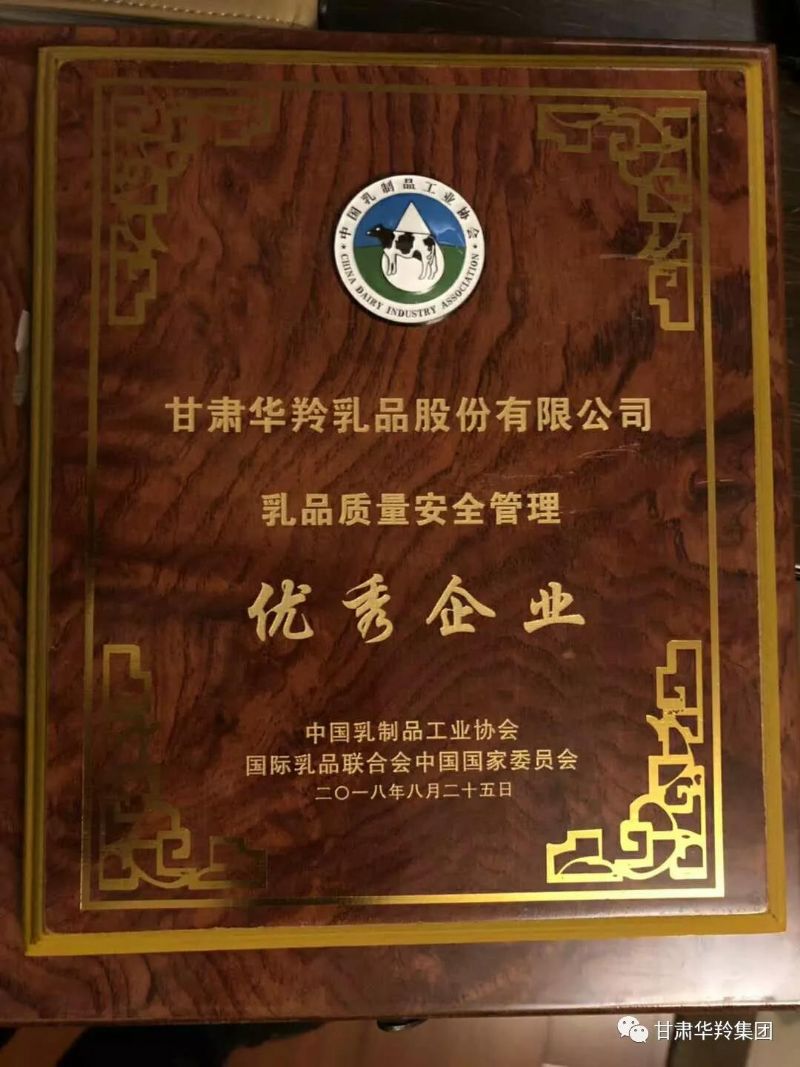 中国乳制品工业协会
CHINA DAIRY INDUSTRY ASSOCIATION
甘肃华羚乳品股份有限公司
乳品质量安全管理
优秀企业
中国乳制品工业协会
国际乳品联合会中国国家委员会
二〇一八年八月二十五日
甘肃华羚集团